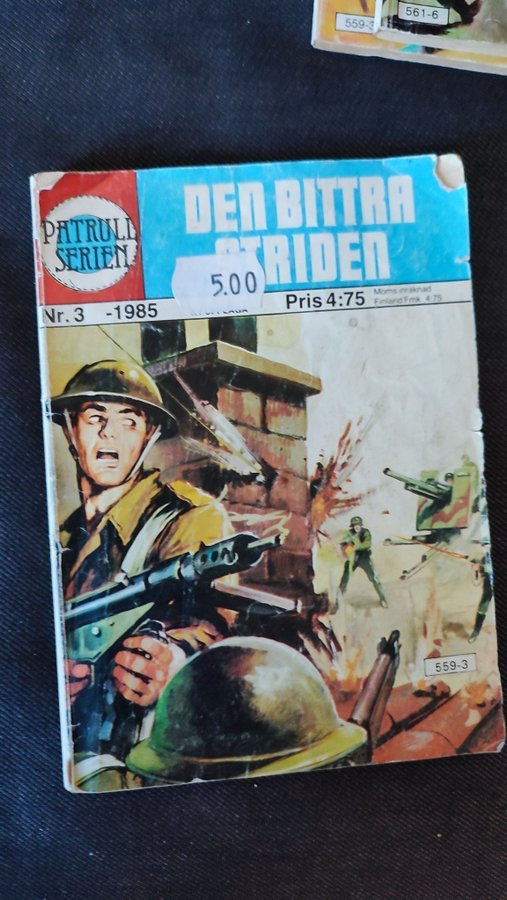 559-3
561-6
PATRULL
SERIEN
DEN BITTRA
STRIDEN
5.00
Nr. 3 -1985
Pris 4:75
Moms inräknad
Finland Fmk 4:75
559-3